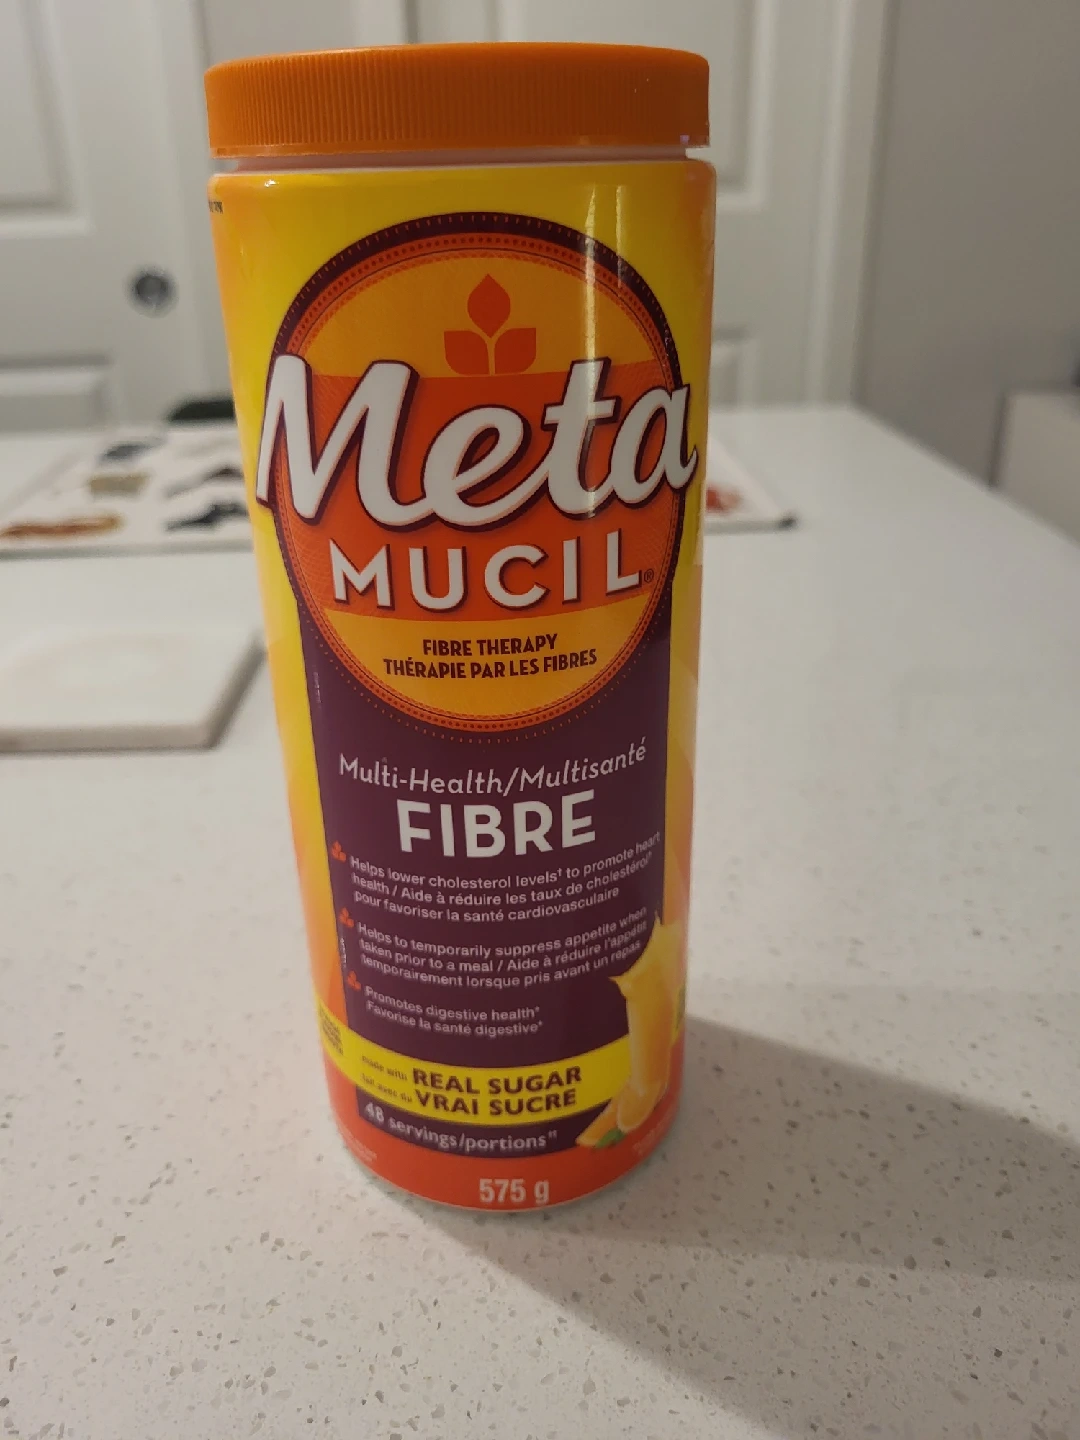 Meta
MUCIL®
FIBRE THERAPY
THÉRAPIE PAR LES FIBRES
Multi-Health/Multisanté
FIBRE
Helps lower cholesterol levels† to promote heart
health / Aide à réduire les taux de cholestérol†
pour favoriser la santé cardiovasculaire
Helps to temporarily suppress appetite when
taken prior to a meal / Aide à réduire l'appétit
temporairement lorsque pris avant un repas
Promotes digestive health*
Favorise la santé digestive*
made with REAL SUGAR
VRAI SUCRE
48 servings/portions**
575 g